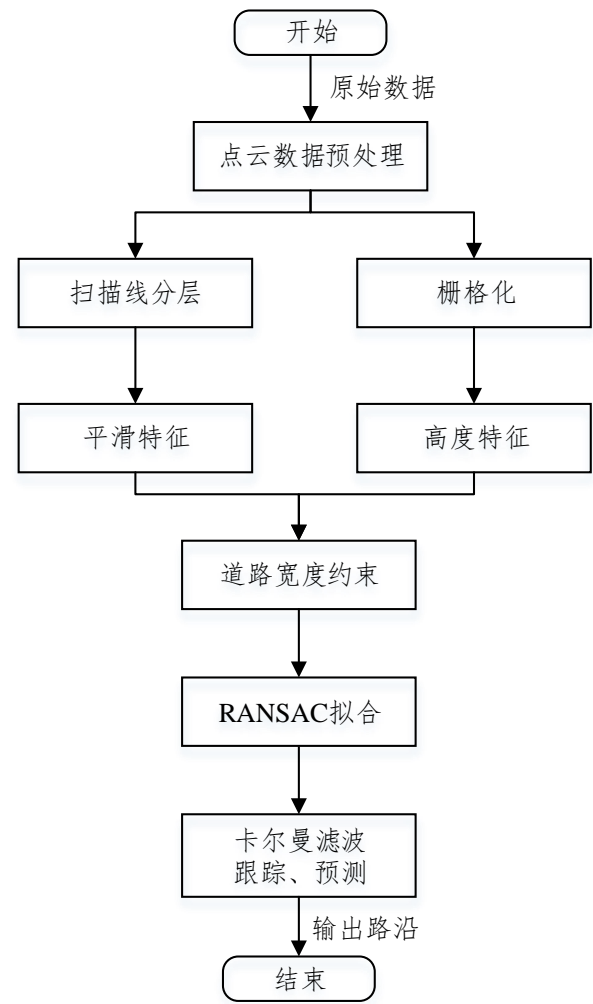 开始
原始数据
点云数据预处理
扫描线分层
栅格化
平滑特征
高度特征
道路宽度约束
RANSAC拟合
卡尔曼滤波
跟踪、预测
输出路沿
结束